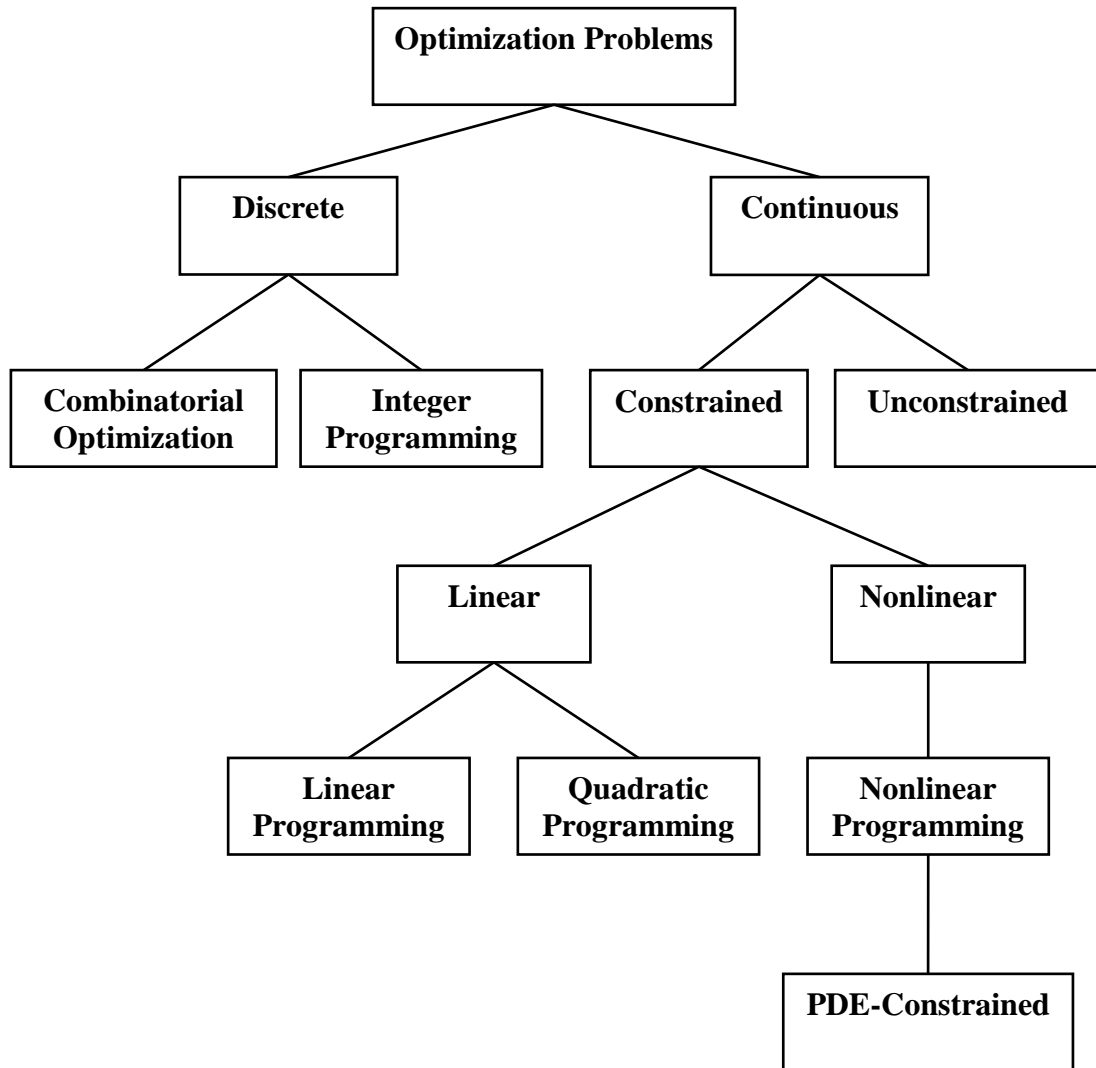 Optimization Problems
Discrete
Continuous
Combinatorial
Optimization
Integer
Programming
Constrained
Unconstrained
Linear
Nonlinear
Linear
Programming
Quadratic
Programming
Nonlinear
Programming
PDE-Constrained